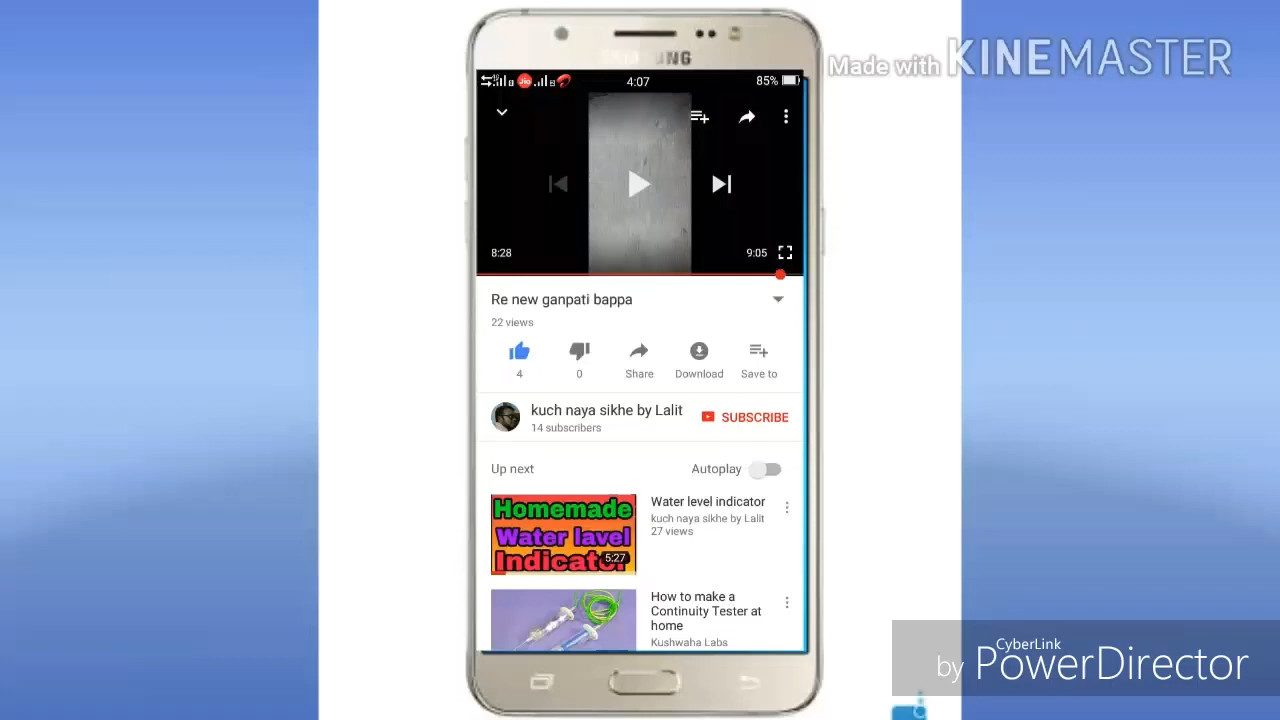 Made with KINEMASTER
4:07
85%
8:28
9:05
Re new ganpati bappa
22 views
4
0
Share
Download
Save to
kuch naya sikhe by Lalit
14 subscribers
SUBSCRIBE
Up next
Autoplay
Homemade
Water lavel
Indicator
5:27
Water level indicator
kuch naya sikhe by Lalit
27 views
How to make a
Continuity Tester at
home
Kushwaha Labs
CyberLink
by PowerDirector